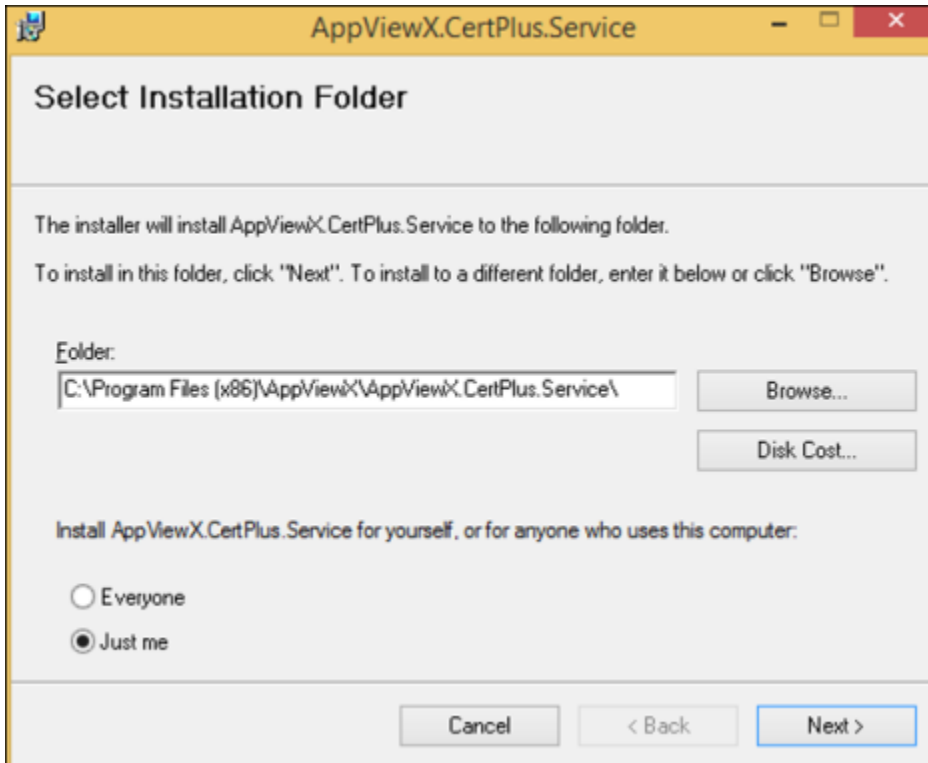 AppViewX.CertPlus.Service
Select Installation Folder
The installer will install AppViewX.CertPlus.Service to the following folder.
To install in this folder, click "Next". To install to a different folder, enter it below or click "Browse".
Folder:
C:\Program Files (x86)\AppViewX\AppViewX.CertPlus.Service\
Browse...
Disk Cost...
Install AppViewX.CertPlus.Service for yourself, or for anyone who uses this computer:
Everyone
Just me
Cancel
< Back
Next >